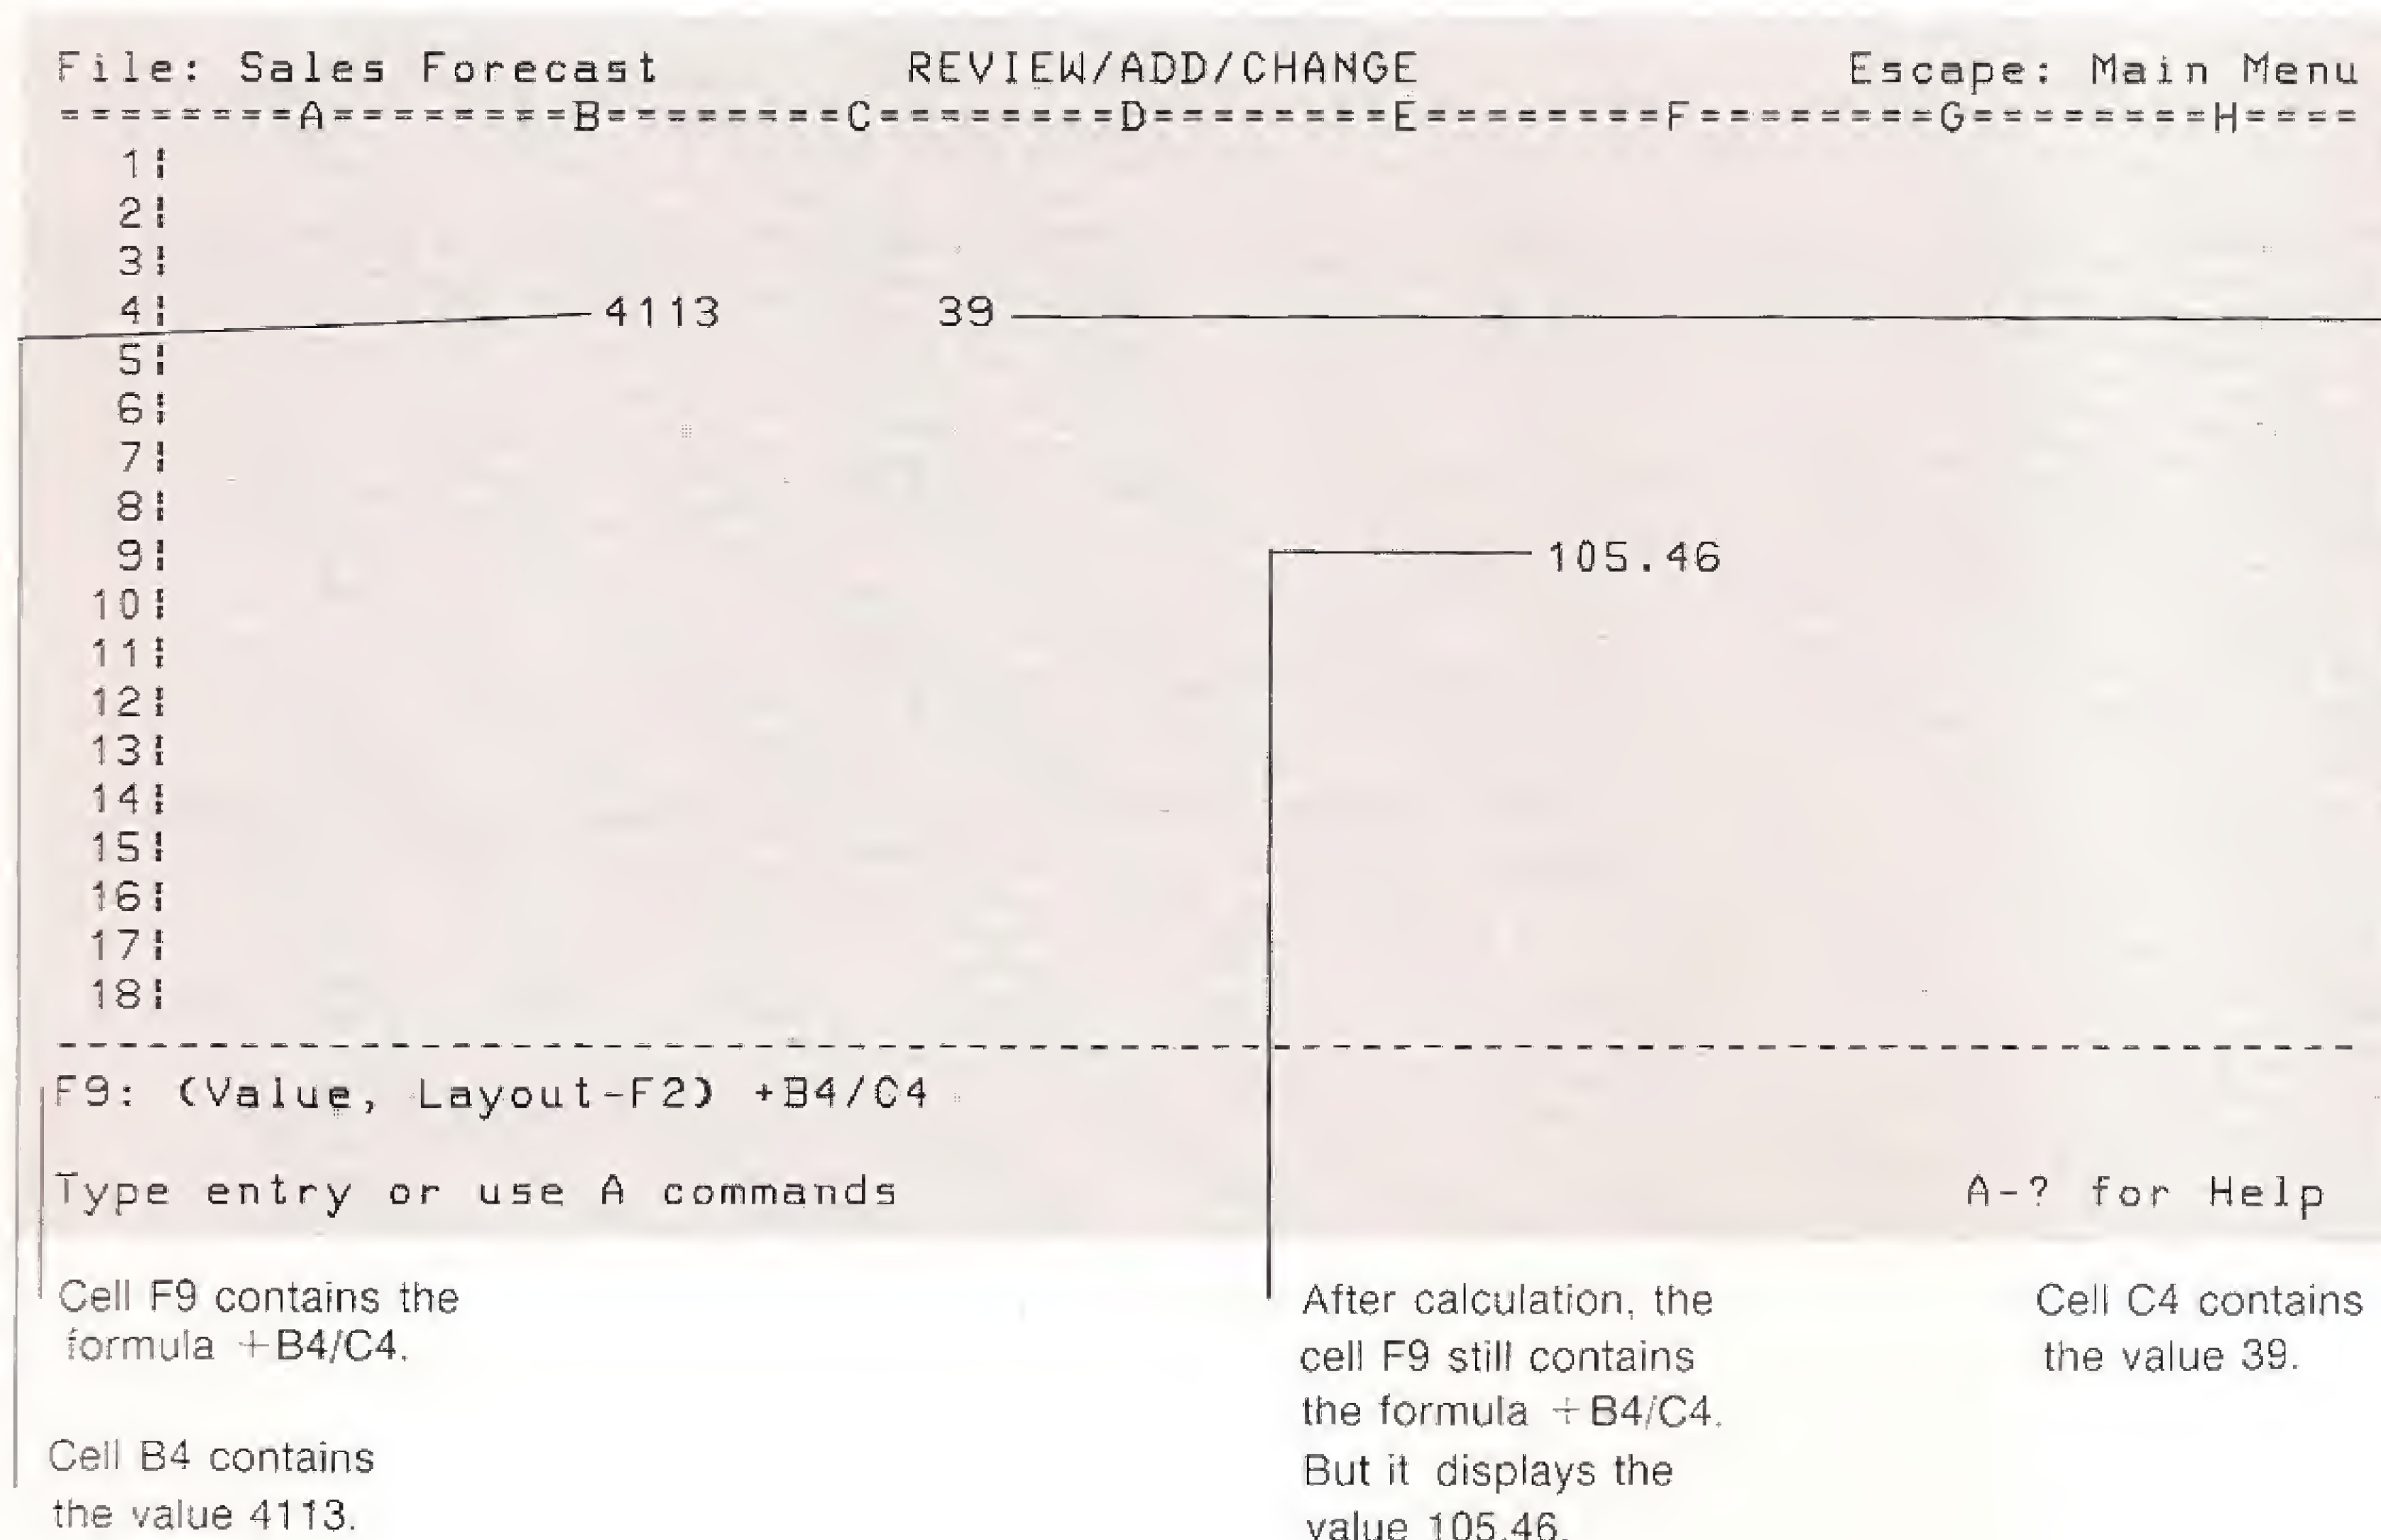 File: Sales Forecast REVIEW/ADD/CHANGE Escape: Main Menu
=========A=========B========C========D========E========F========G========H====
1¦
2¦
3¦
4¦ 4113 39
5¦
6¦
7¦
8¦
9¦ 105.46
10¦
11¦
12¦
13¦
14¦
15¦
16¦
17¦
18¦
F9: (Value, Layout-F2) +B4/C4
Type entry or use A commands A-? for Help
Cell F9 contains the
formula +B4/C4.
Cell B4 contains
the value 4113.
After calculation, the
cell F9 still contains
the formula +B4/C4.
But it displays the
value 105.46.
Cell C4 contains
the value 39.